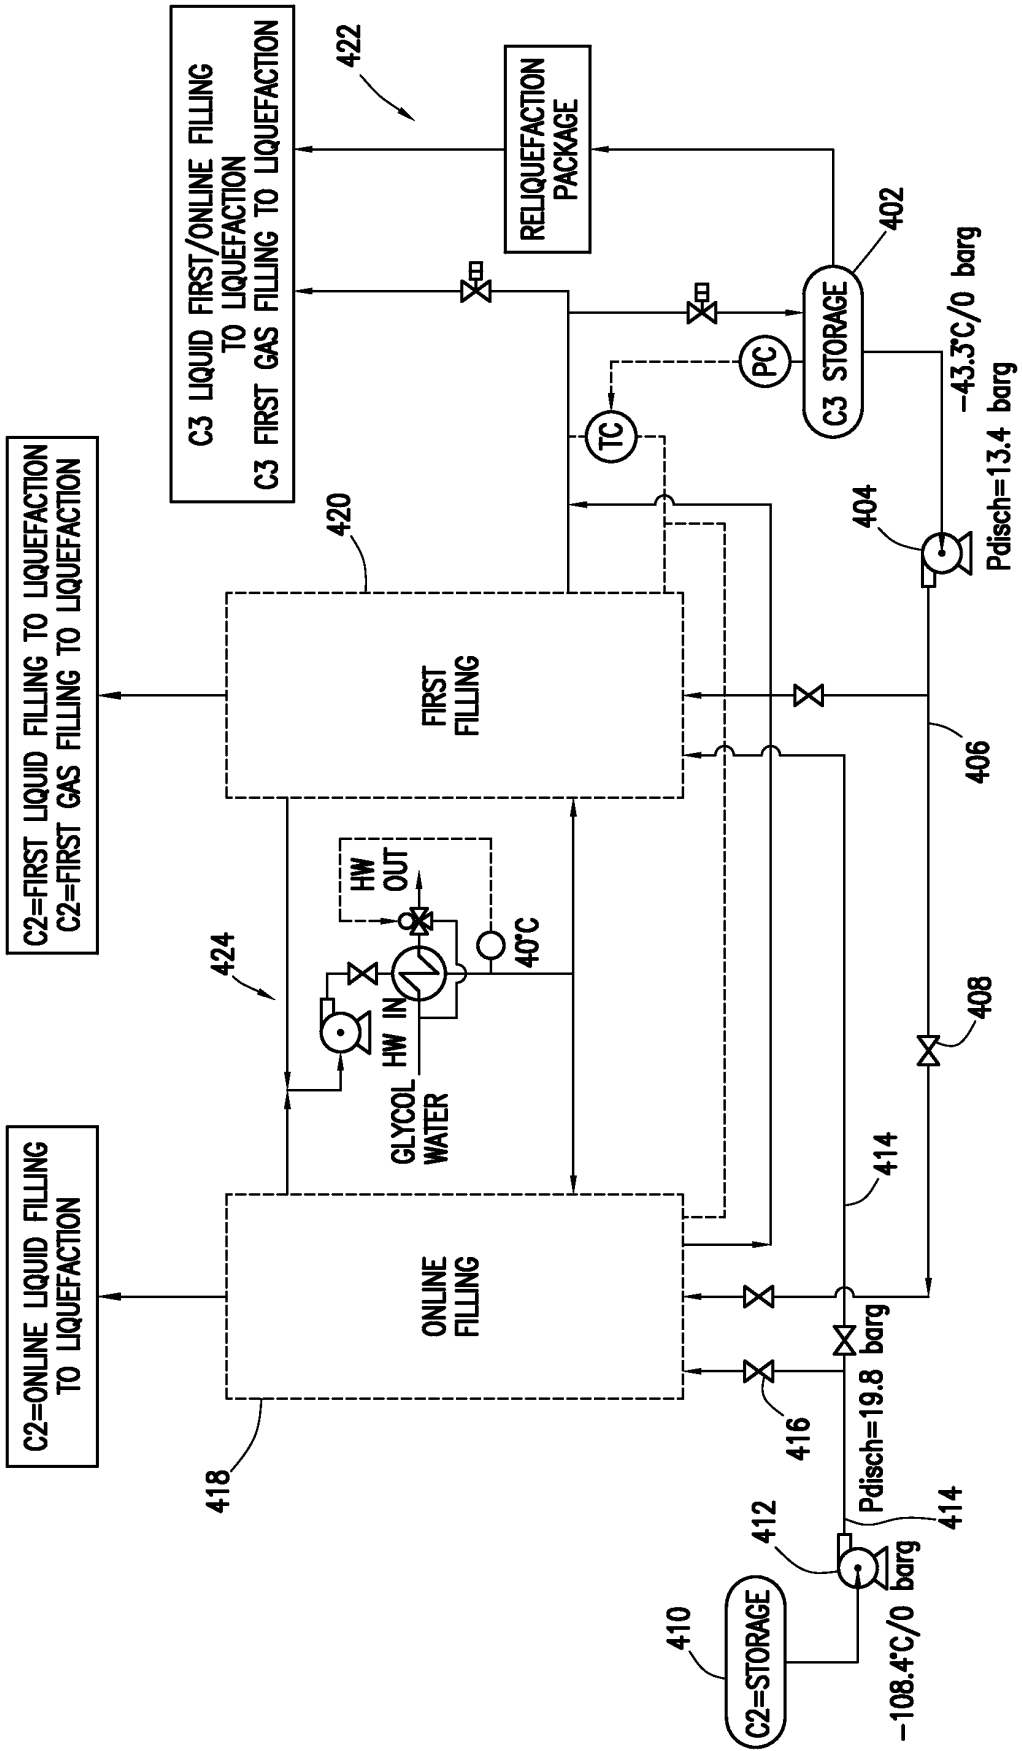 C2=ONLINE LIQUID FILLING
TO LIQUEFACTION
C2=FIRST LIQUID FILLING TO LIQUEFACTION
C2=FIRST GAS FILLING TO LIQUEFACTION
C3 LIQUID FIRST/ONLINE FILLING
TO LIQUEFACTION
C3 FIRST GAS FILLING TO LIQUEFACTION
422
418
424
420
HW IN
HW
OUT
GLYCOL
WATER
40°C
ONLINE
FILLING
FIRST
FILLING
TC
RELIQUEFACTION
PACKAGE
PC
410
C2=STORAGE
412
416
414
C3 STORAGE
402
404
-108.4°C/0 barg
Pdisch=19.8 barg
414
408
406
-43.3°C/0 barg
Pdisch=13.4 barg